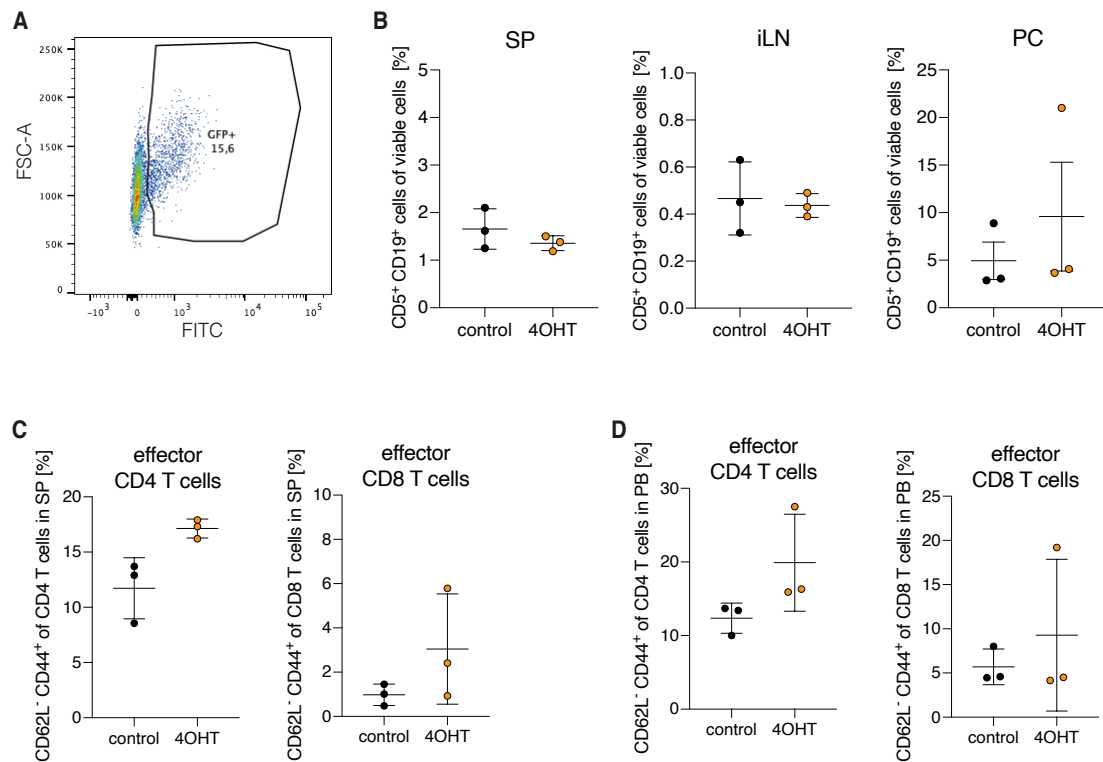 A
250K
200K
150K
100K
50K
0
FSC-A
GFP+
15,6
-10³
0
10³
10⁴
10⁵
FITC
B
SP
CD5⁺ CD19⁺ cells of viable cells [%]
5
4
3
2
1
0
control 4OHT
iLN
CD5⁺ CD19⁺ cells of viable cells [%]
1.0
0.8
0.6
0.4
0.2
0.0
control 4OHT
PC
CD5⁺ CD19⁺ cells of viable cells [%]
25
20
15
10
5
0
control 4OHT
C
effector
CD4 T cells
CD62L⁻ CD44⁺ of CD4 T cells in SP [%]
20
15
10
5
0
control 4OHT
effector
CD8 T cells
CD62L⁻ CD44⁺ of CD8 T cells in SP [%]
10
8
6
4
2
0
control 4OHT
D
effector
CD4 T cells
CD62L⁻ CD44⁺ of CD4 T cells in PB [%]
30
20
10
0
control 4OHT
effector
CD8 T cells
CD62L⁻ CD44⁺ of CD8 T cells in PB [%]
25
20
15
10
5
0
control 4OHT